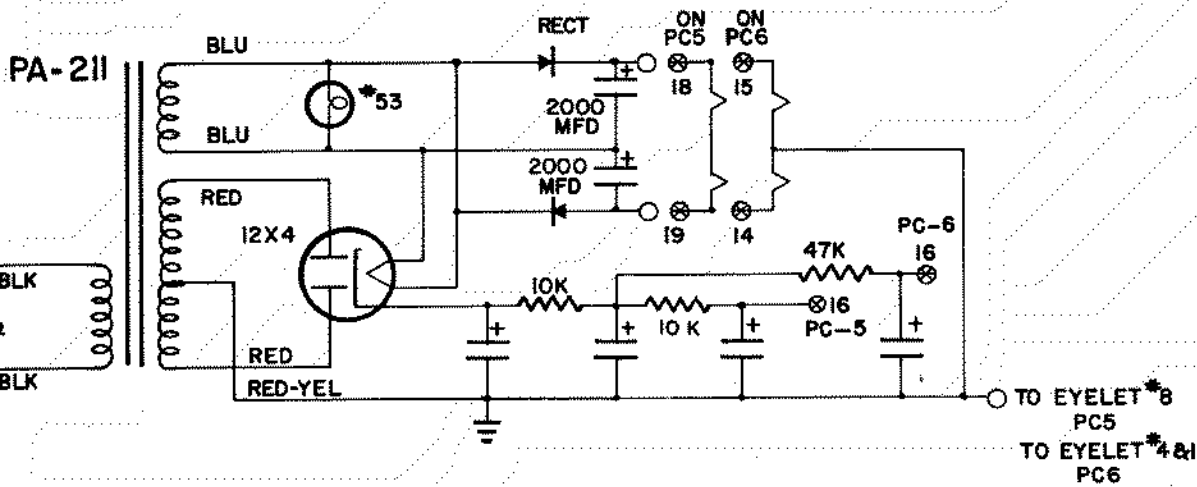 PA-211
BLU
*53
BLU
RECT
2000
MFD
2000
MFD
ON
PC5
18
19
ON
PC6
15
14
RED
12X4
BLK
BLK
RED
RED-YEL
10K
10 K
47K
PC-6
16
16
PC-5
TO EYELET *8
PC5
TO EYELET *4 &
PC6